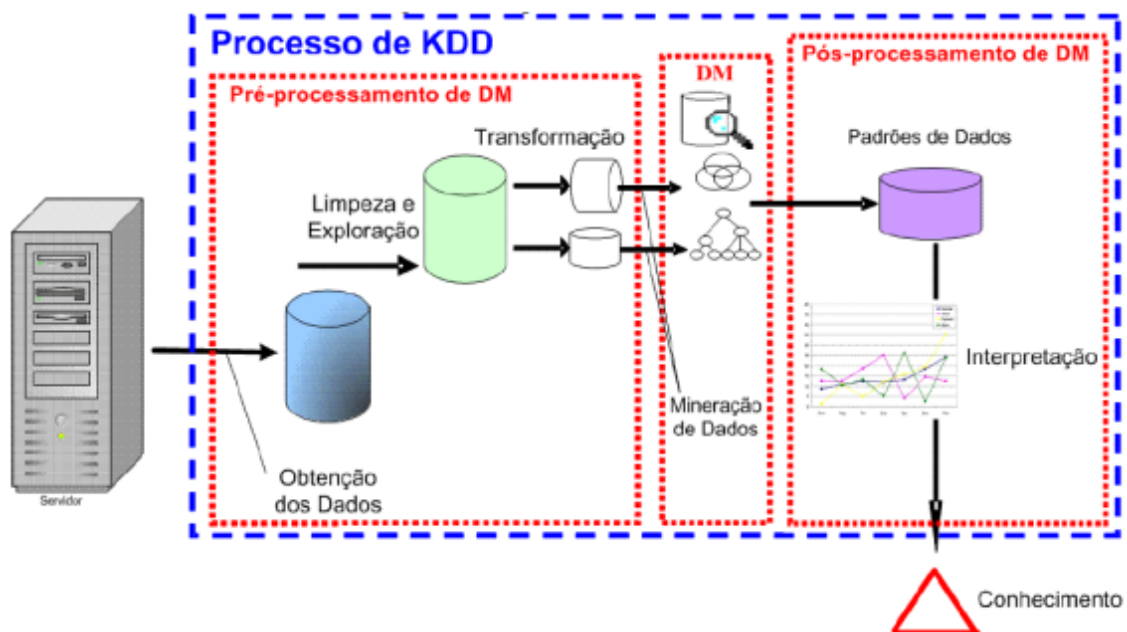 Processo de KDD
Pré-processamento de DM
DM
Pós-processamento de DM
Transformação
Padrões de Dados
Limpeza e
Exploração
Interpretação
Mineração
de Dados
Obtenção
dos Dados
Servidor
Conhecimento